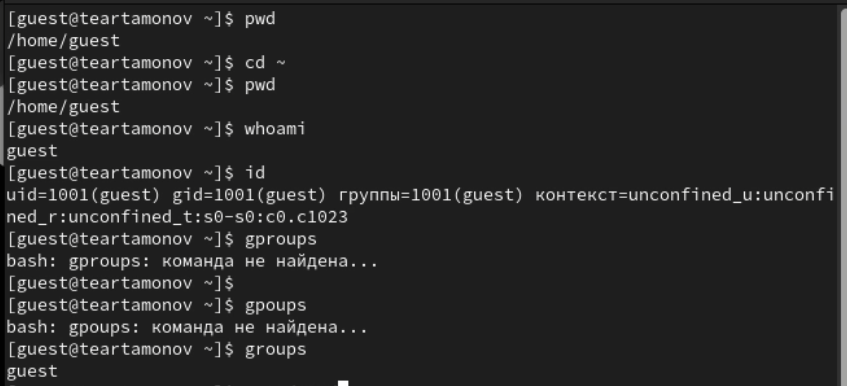 [guest@teartamonov ~]$ pwd
/home/guest
[guest@teartamonov ~]$ cd ~
[guest@teartamonov ~]$ pwd
/home/guest
[guest@teartamonov ~]$ whoami
guest
[guest@teartamonov ~]$ id
uid=1001(guest) gid=1001(guest) группы=1001(guest) контекст=unconfined_u:unconfi
ned_r:unconfined_t:s0-s0:c0.c1023
[guest@teartamonov ~]$ gproups
bash: gproups: команда не найдена...
[guest@teartamonov ~]$
[guest@teartamonov ~]$ gpoups
bash: gpoups: команда не найдена...
[guest@teartamonov ~]$ groups
guest